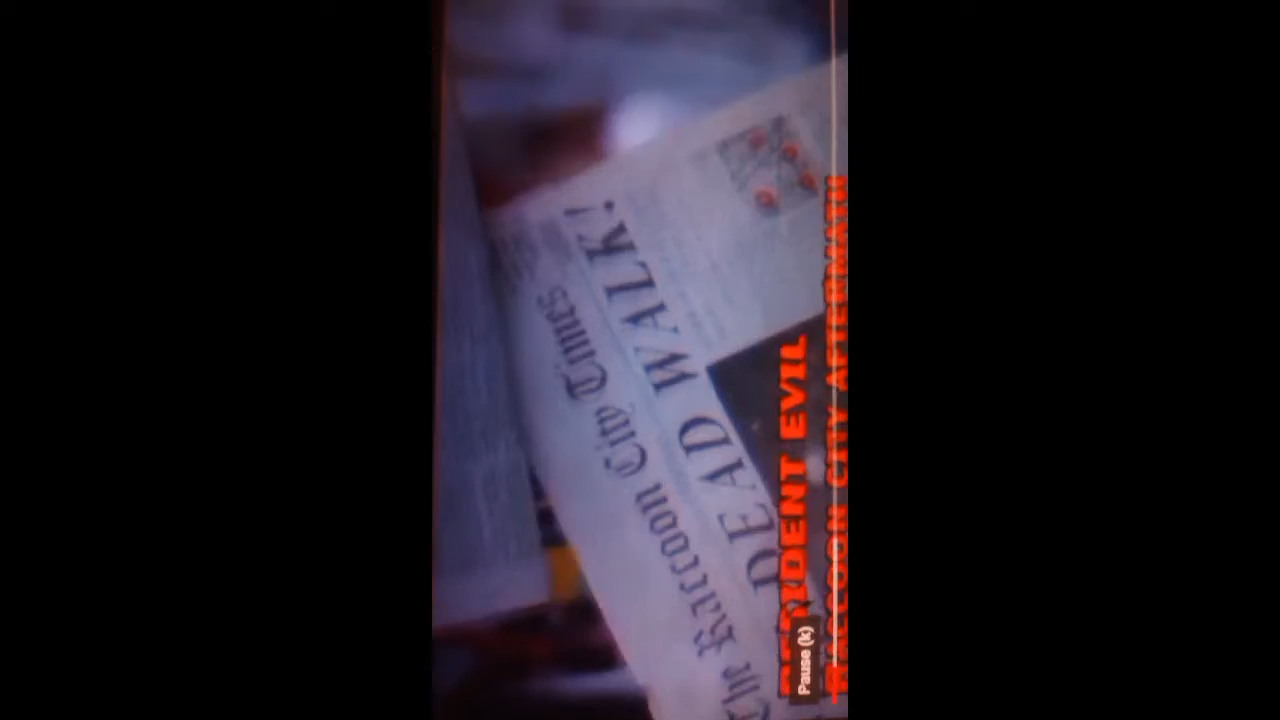 The Raccoon City Times
DEAD WALK!
RESIDENT EVIL
RACCOON CITY AFTERMATH
Pause (k)